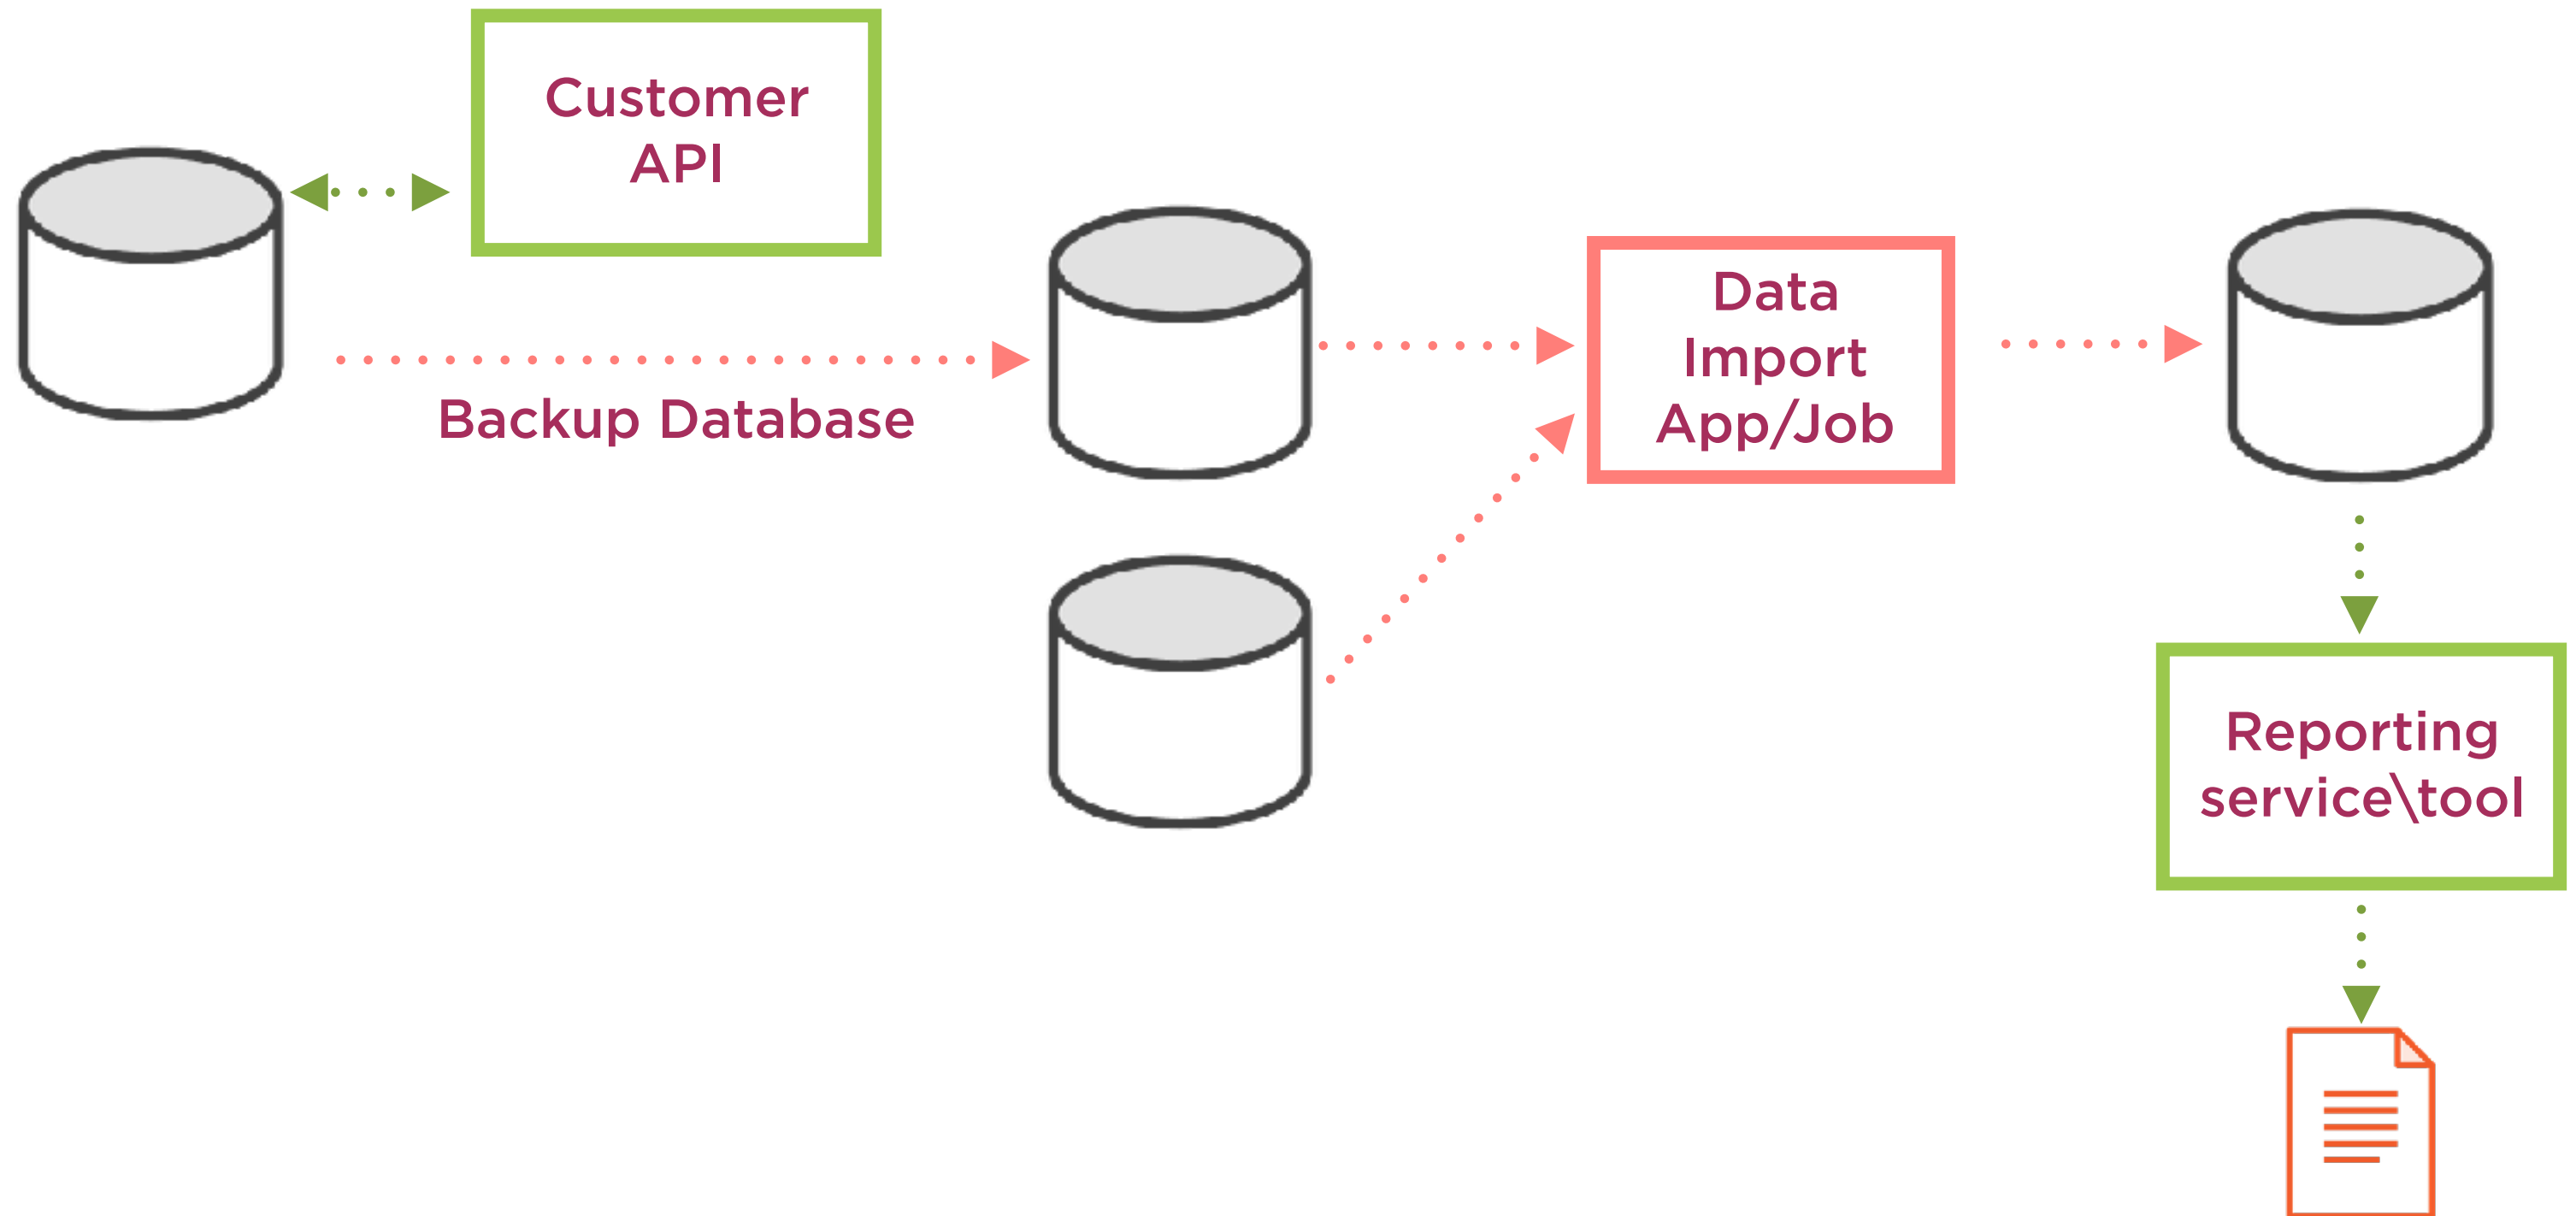 Customer
API
Backup Database
Data
Import
App/Job
Reporting
service\tool